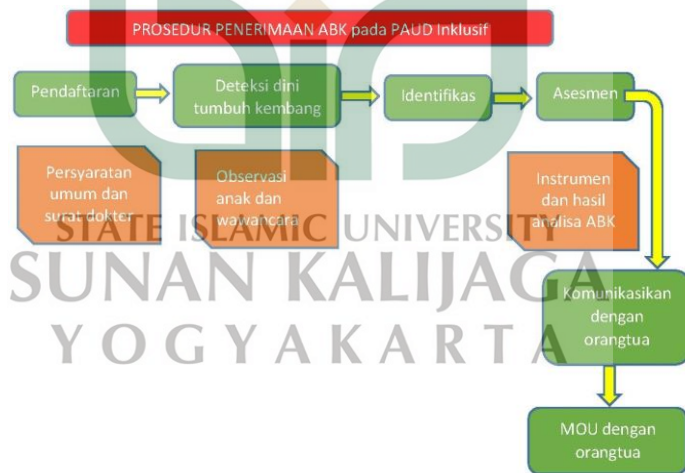 PROSEDUR PENERIMAAN ABK pada PAUD Inklusif
Pendaftaran
Deteksi dini
tumbuh kembang
Identifikas
Asesmen
Persyaratan
umum dan
surat dokter
Observasi
anak dan
wawancara
Instrumen
dan hasil
analisa ABK
STATE ISLAMIC UNIVERSITY
SUNAN KALIJAGA
YOGYAKARTA
Komunikasikan
dengan
orangtua
MOU dengan
orangtua